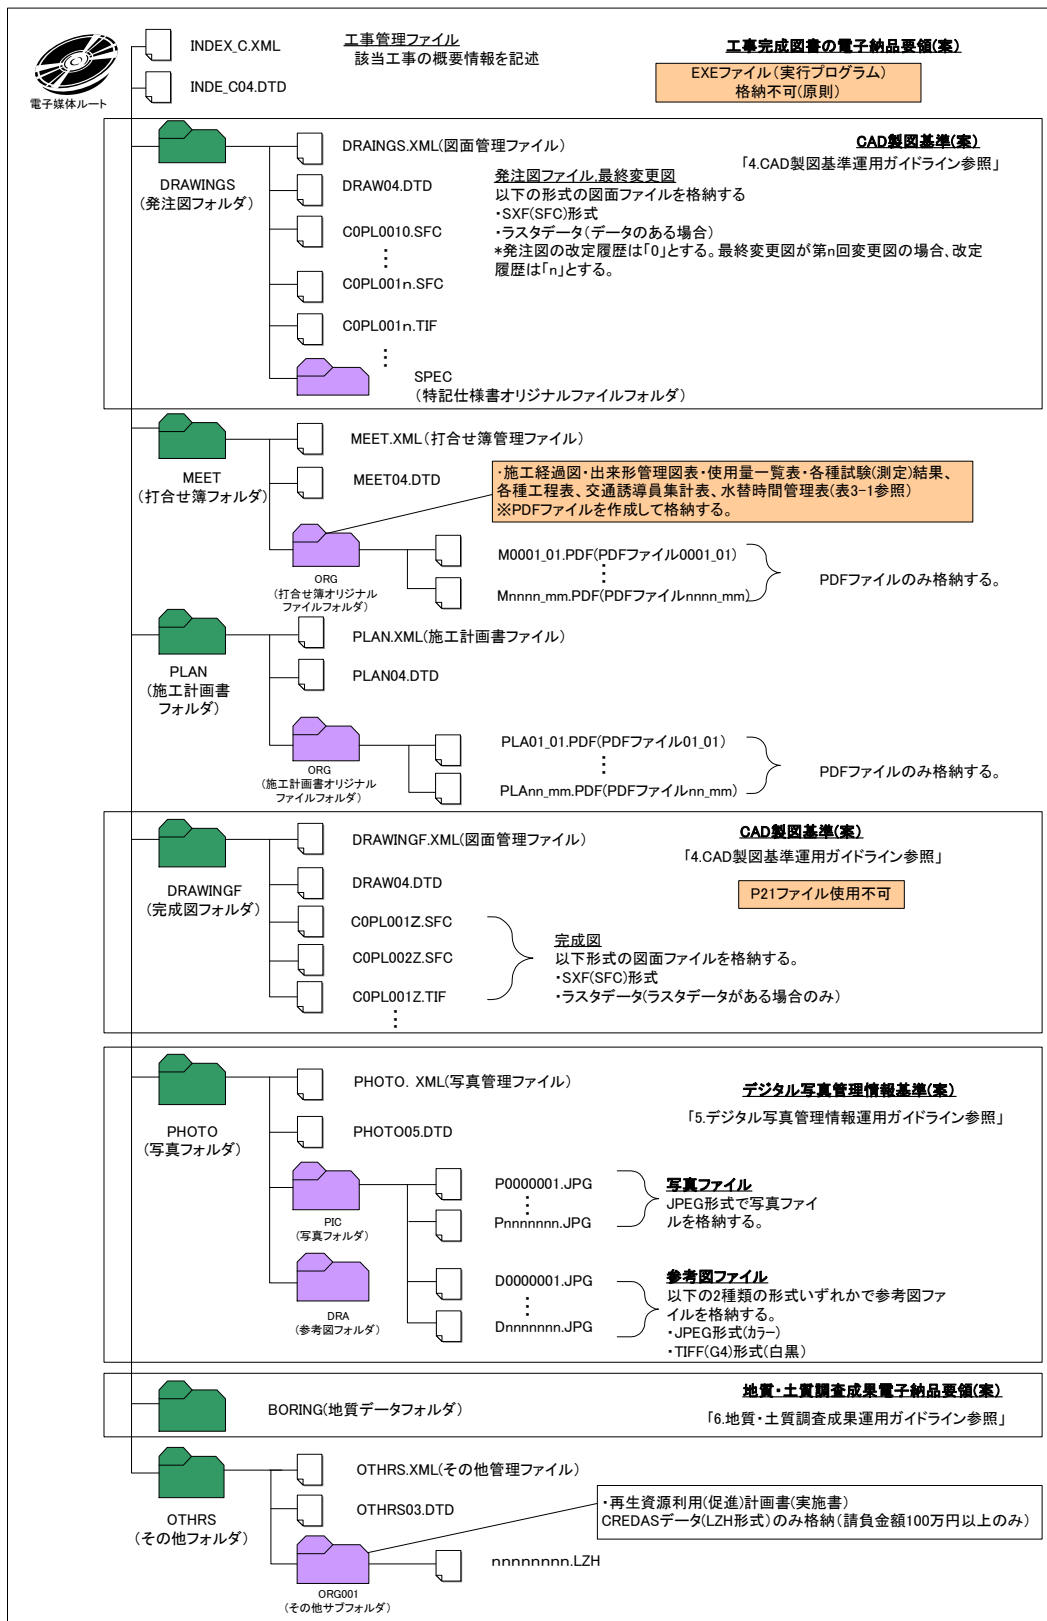 INDEX_C.XML
工事管理ファイル
該当工事の概要情報を記述
工事完成図書の電子納品要領(案)
EXEファイル(実行プログラム)
格納不可(原則)
INDE_C04.DTD
電子媒体ルート
DRAWINGS
(発注図フォルダ)
DRAINGS.XML(図面管理ファイル)
CAD製図基準(案)
「4.CAD製図基準運用ガイドライン参照」
DRAW04.DTD
発注図ファイル,最終変更図
以下の形式の図面ファイルを格納する
・SXF(SFC)形式
・ラスタデータ(データのある場合)
*発注図の改定履歴は「0」とする。最終変更図が第n回変更図の場合、改定
履歴は「n」とする。
C0PL0010.SFC
⋮
C0PL001n.SFC
C0PL001n.TIF
⋮
SPEC
(特記仕様書オリジナルファイルフォルダ)
MEET
(打合せ簿フォルダ)
MEET.XML(打合せ簿管理ファイル)
MEET04.DTD
・施工経過図・出来形管理図表・使用量一覧表・各種試験(測定)結果、
各種工程表、交通誘導員集計表、水替時間管理表(表3-1参照)
※PDFファイルを作成して格納する。
ORG
(打合せ簿オリジナル
ファイルフォルダ)
M0001_01.PDF(PDFファイル0001_01)
⋮
Mnnnn_mm.PDF(PDFファイルnnnn_mm)
PDFファイルのみ格納する。
PLAN
(施工計画書
フォルダ)
PLAN.XML(施工計画書ファイル)
PLAN04.DTD
ORG
(施工計画書オリジナル
ファイルフォルダ)
PLA01_01.PDF(PDFファイル01_01)
⋮
PLAnn_mm.PDF(PDFファイルnn_mm)
PDFファイルのみ格納する。
DRAWINGF
(完成図フォルダ)
DRAWINGF.XML(図面管理ファイル)
CAD製図基準(案)
「4.CAD製図基準運用ガイドライン参照」
P21ファイル使用不可
DRAW04.DTD
C0PL001Z.SFC
C0PL002Z.SFC
C0PL001Z.TIF
⋮
完成図
以下形式の図面ファイルを格納する。
・SXF(SFC)形式
・ラスタデータ(ラスタデータがある場合のみ)
PHOTO
(写真フォルダ)
PHOTO. XML(写真管理ファイル)
デジタル写真管理情報基準(案)
「5.デジタル写真管理情報運用ガイドライン参照」
PHOTO05.DTD
PIC
(写真フォルダ)
P0000001.JPG
⋮
Pnnnnnnn.JPG
写真ファイル
JPEG形式で写真ファイ
ルを格納する。
DRA
(参考図フォルダ)
D0000001.JPG
⋮
Dnnnnnnn.JPG
参考図ファイル
以下の2種類の形式いずれかで参考図ファ
イルを格納する。
・JPEG形式(カラー)
・TIFF(G4)形式(白黒)
BORING(地質データフォルダ)
地質・土質調査成果電子納品要領(案)
「6.地質・土質調査成果運用ガイドライン参照」
OTHRS
(その他フォルダ)
OTHRS.XML(その他管理ファイル)
OTHRS03.DTD
・再生資源利用(促進)計画書(実施書)
CREDASデータ(LZH形式)のみ格納(請負金額100万円以上のみ)
ORG001
(その他サブフォルダ)
nnnnnnnn.LZH